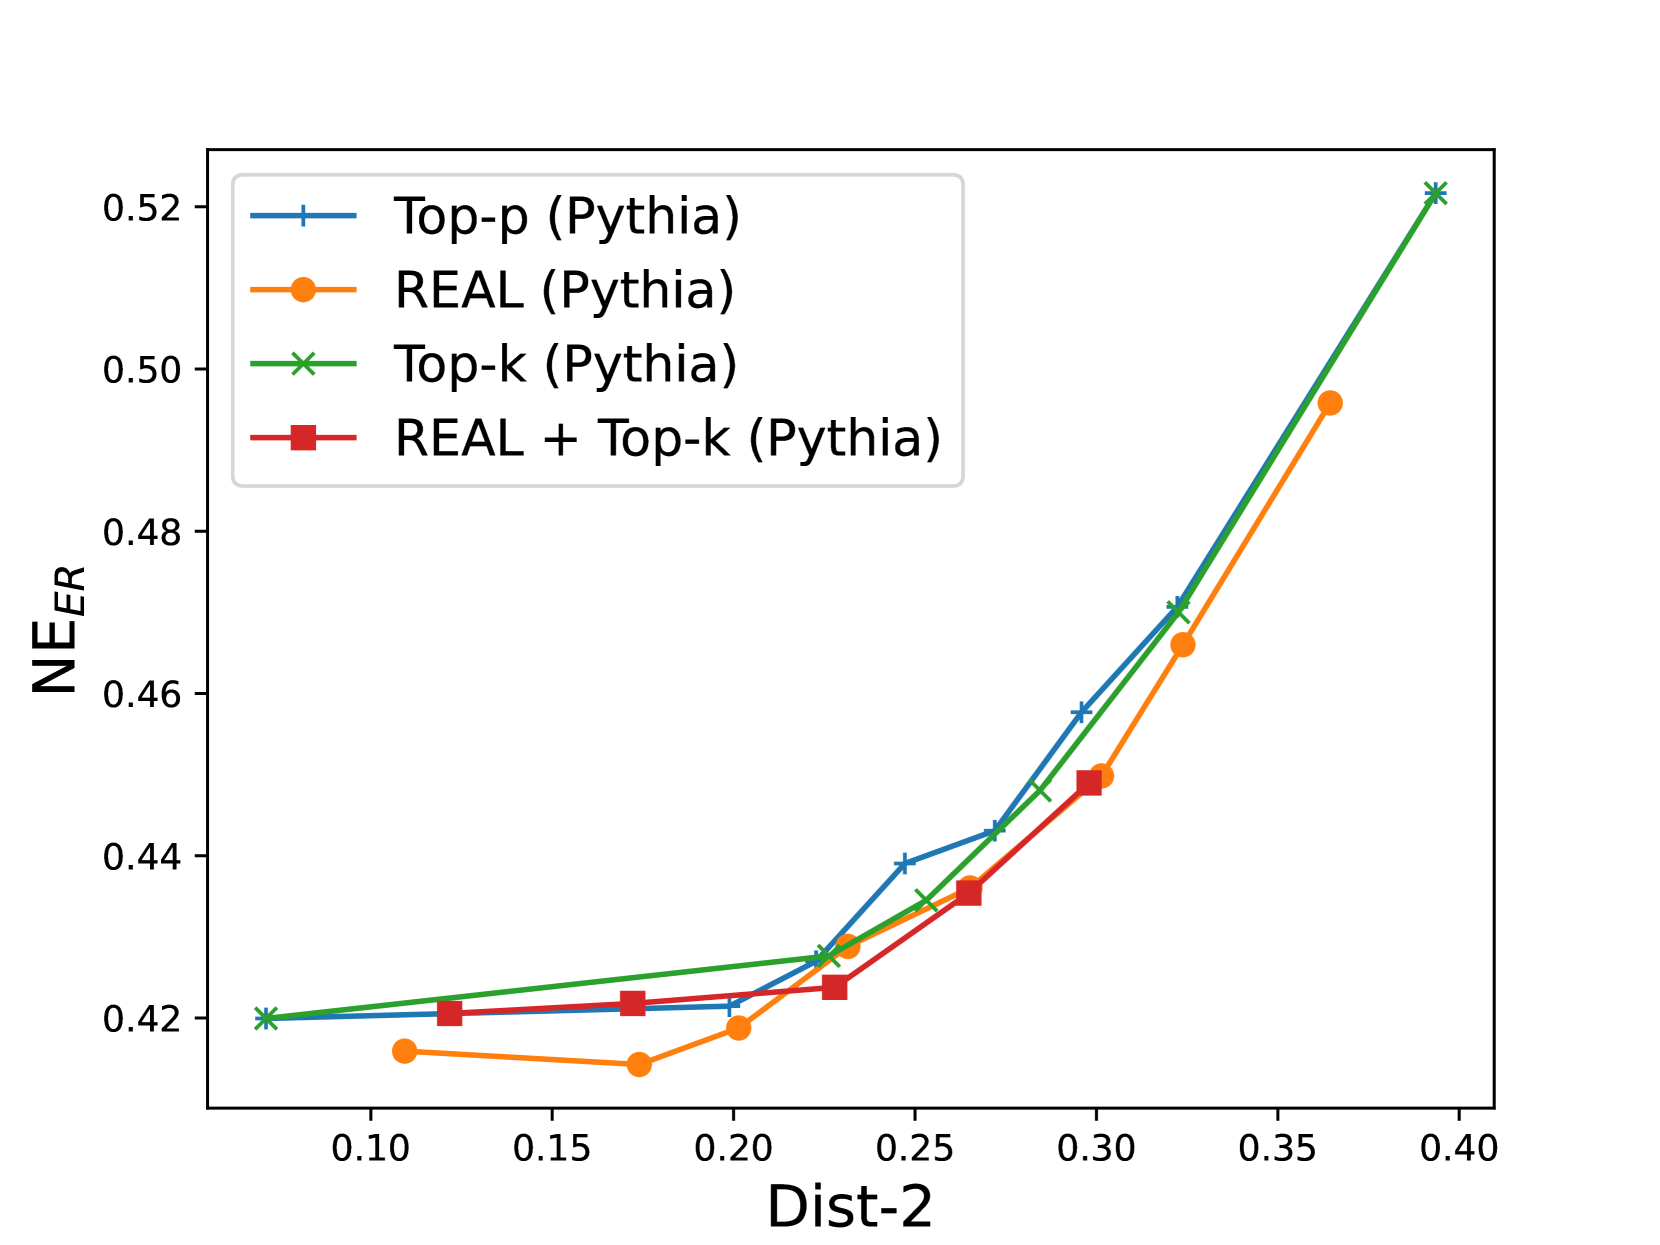 Top-p (Pythia)
REAL (Pythia)
Top-k (Pythia)
REAL + Top-k (Pythia)
0.52
0.50
0.48
0.46
0.44
0.42
NE_ER
0.10 0.15 0.20 0.25 0.30 0.35 0.40
Dist-2